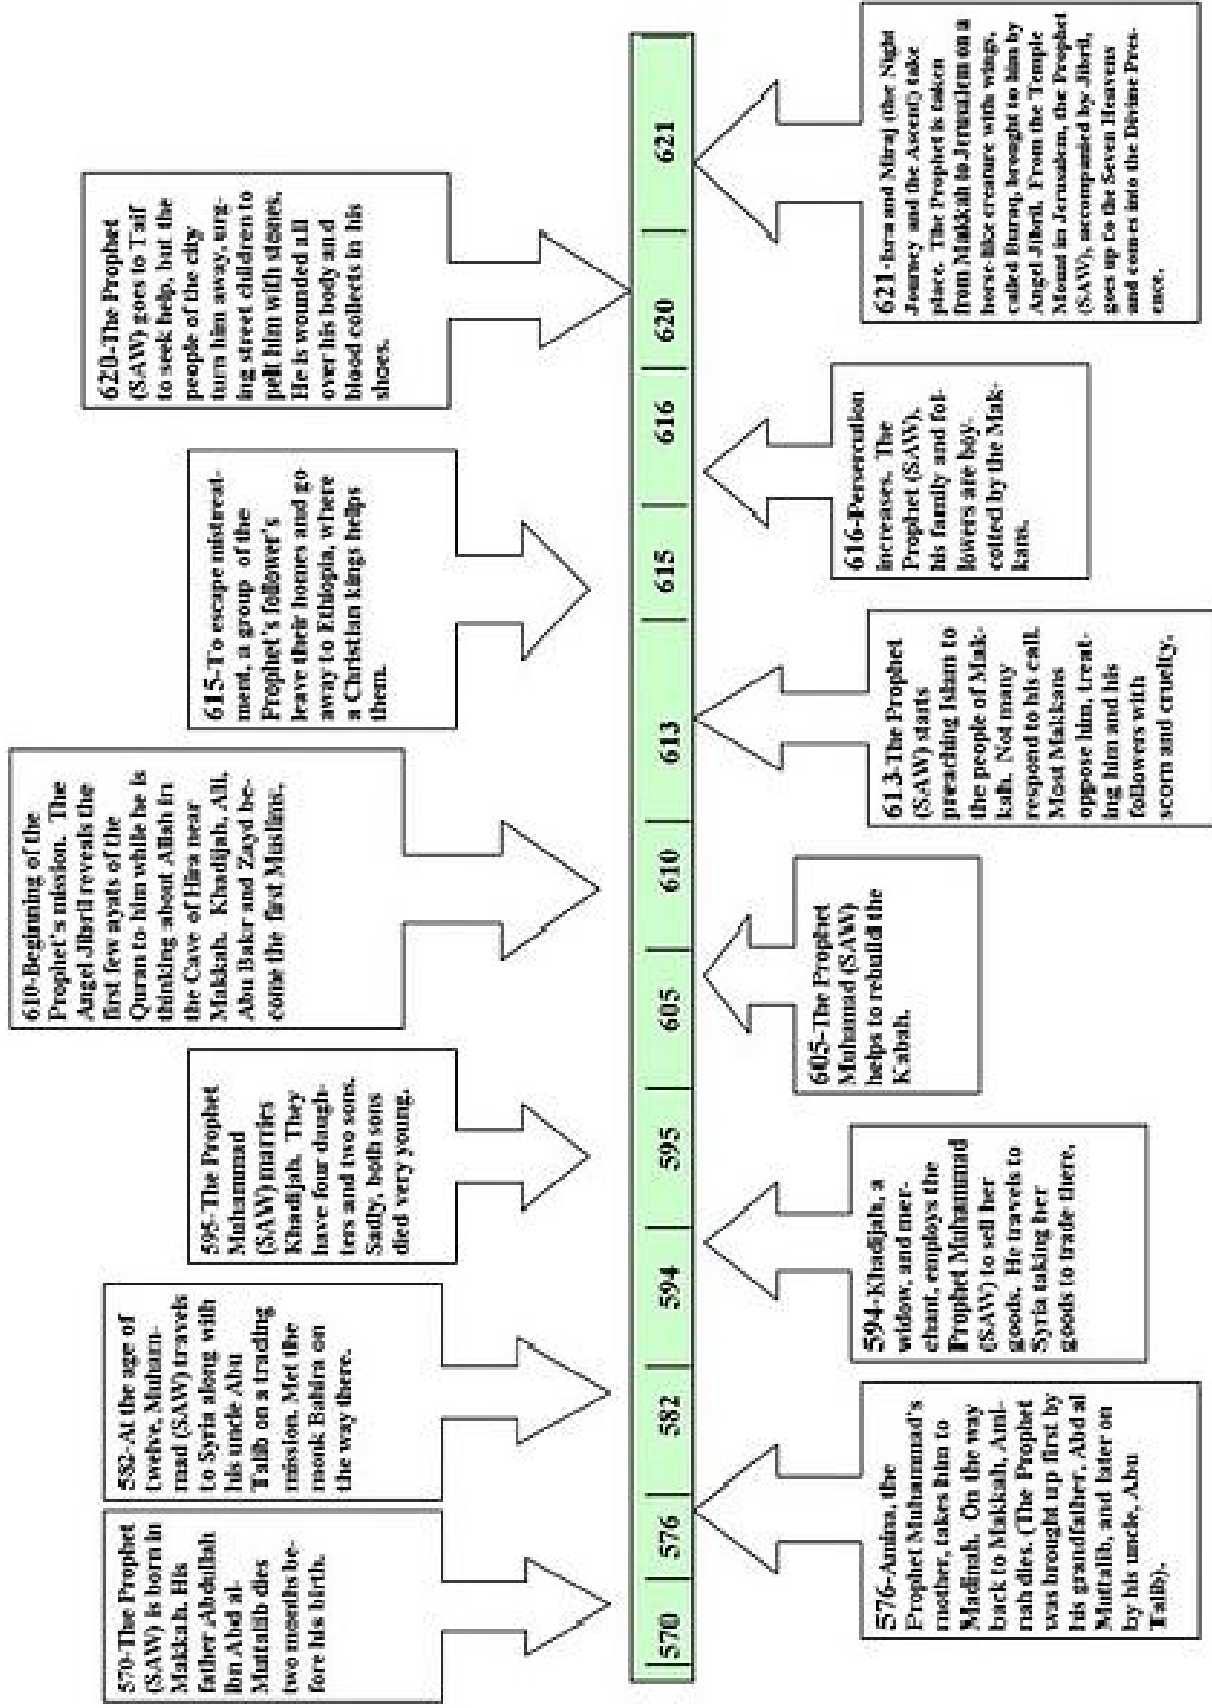 570-The Prophet
(SAW) is born in
Makkah. His
father Abdullah
ibn Abd al-
Muttalib dies
two months be-
fore his birth.
582-At the age of
twelve, Muham-
mad (SAW) travels
to Syria along with
his uncle Abu
Talib on a trading
mission. Met the
monk Bahira on
the way there.
595-The Prophet
Muhammad
(SAW) marries
Khadijah. They
have four daugh-
ters and two sons.
Sadly, both sons
died very young.
610-Beginning of the
Prophet's mission. The
Angel Jibril reveals the
first few ayats of the
Quran to him while he is
thinking about Allah in
the Cave of Hira near
Makkah. Khadijah, Ali,
Abu Bakr and Zayd be-
come the first Muslims.
615-To escape mistreat-
ment, a group of the
Prophet's follower's
leave their homes and go
away to Ethiopia, where
a Christian kings helps
them.
620-The Prophet
(SAW) goes to Taif
to seek help, but the
people of the city
turn him away, urg-
ing street children to
pelt him with stones.
He is wounded all
over his body and
blood collects in his
shoes.
570 576 582 594 595 605 610 613 615 616 620 621
576-Amina, the
Prophet Muhammad's
mother, takes him to
Madinah. On the way
back to Makkah, Ami-
nah dies. (The Prophet
was brought up first by
his grandfather, Abd al
Muttalib, and later on
by his uncle, Abu
Talib).
594-Khadijah, a
widow, and mer-
chant, employs the
Prophet Muhammad
(SAW) to sell her
goods. He travels to
Syria taking her
goods to trade there.
605-The Prophet
Muhamad (SAW)
helps to rebuild the
Kabah.
613-The Prophet
(SAW) starts
preaching Islam to
the people of Mak-
kah. Not many
respond to his call.
Most Makkans
oppose him, treat-
ing him and his
followers with
scorn and cruelty.
616-Persercution
increases. The
Prophet (SAW),
his family and fol-
lowers are boy-
cotted by the Mak-
kans.
621-Isra and Miraj (the Night
Journey and the Ascent) take
place. The Prophet is taken
from Makkah to Jerusalem on a
horse-like creature with wings,
called Buraq, brought to him by
Angel Jibril. From the Temple
Mount in Jerusalem, the Prophet
(SAW), accompanied by Jibril,
goes up to the Seven Heavens
and comes into the Divine Pres-
ence.